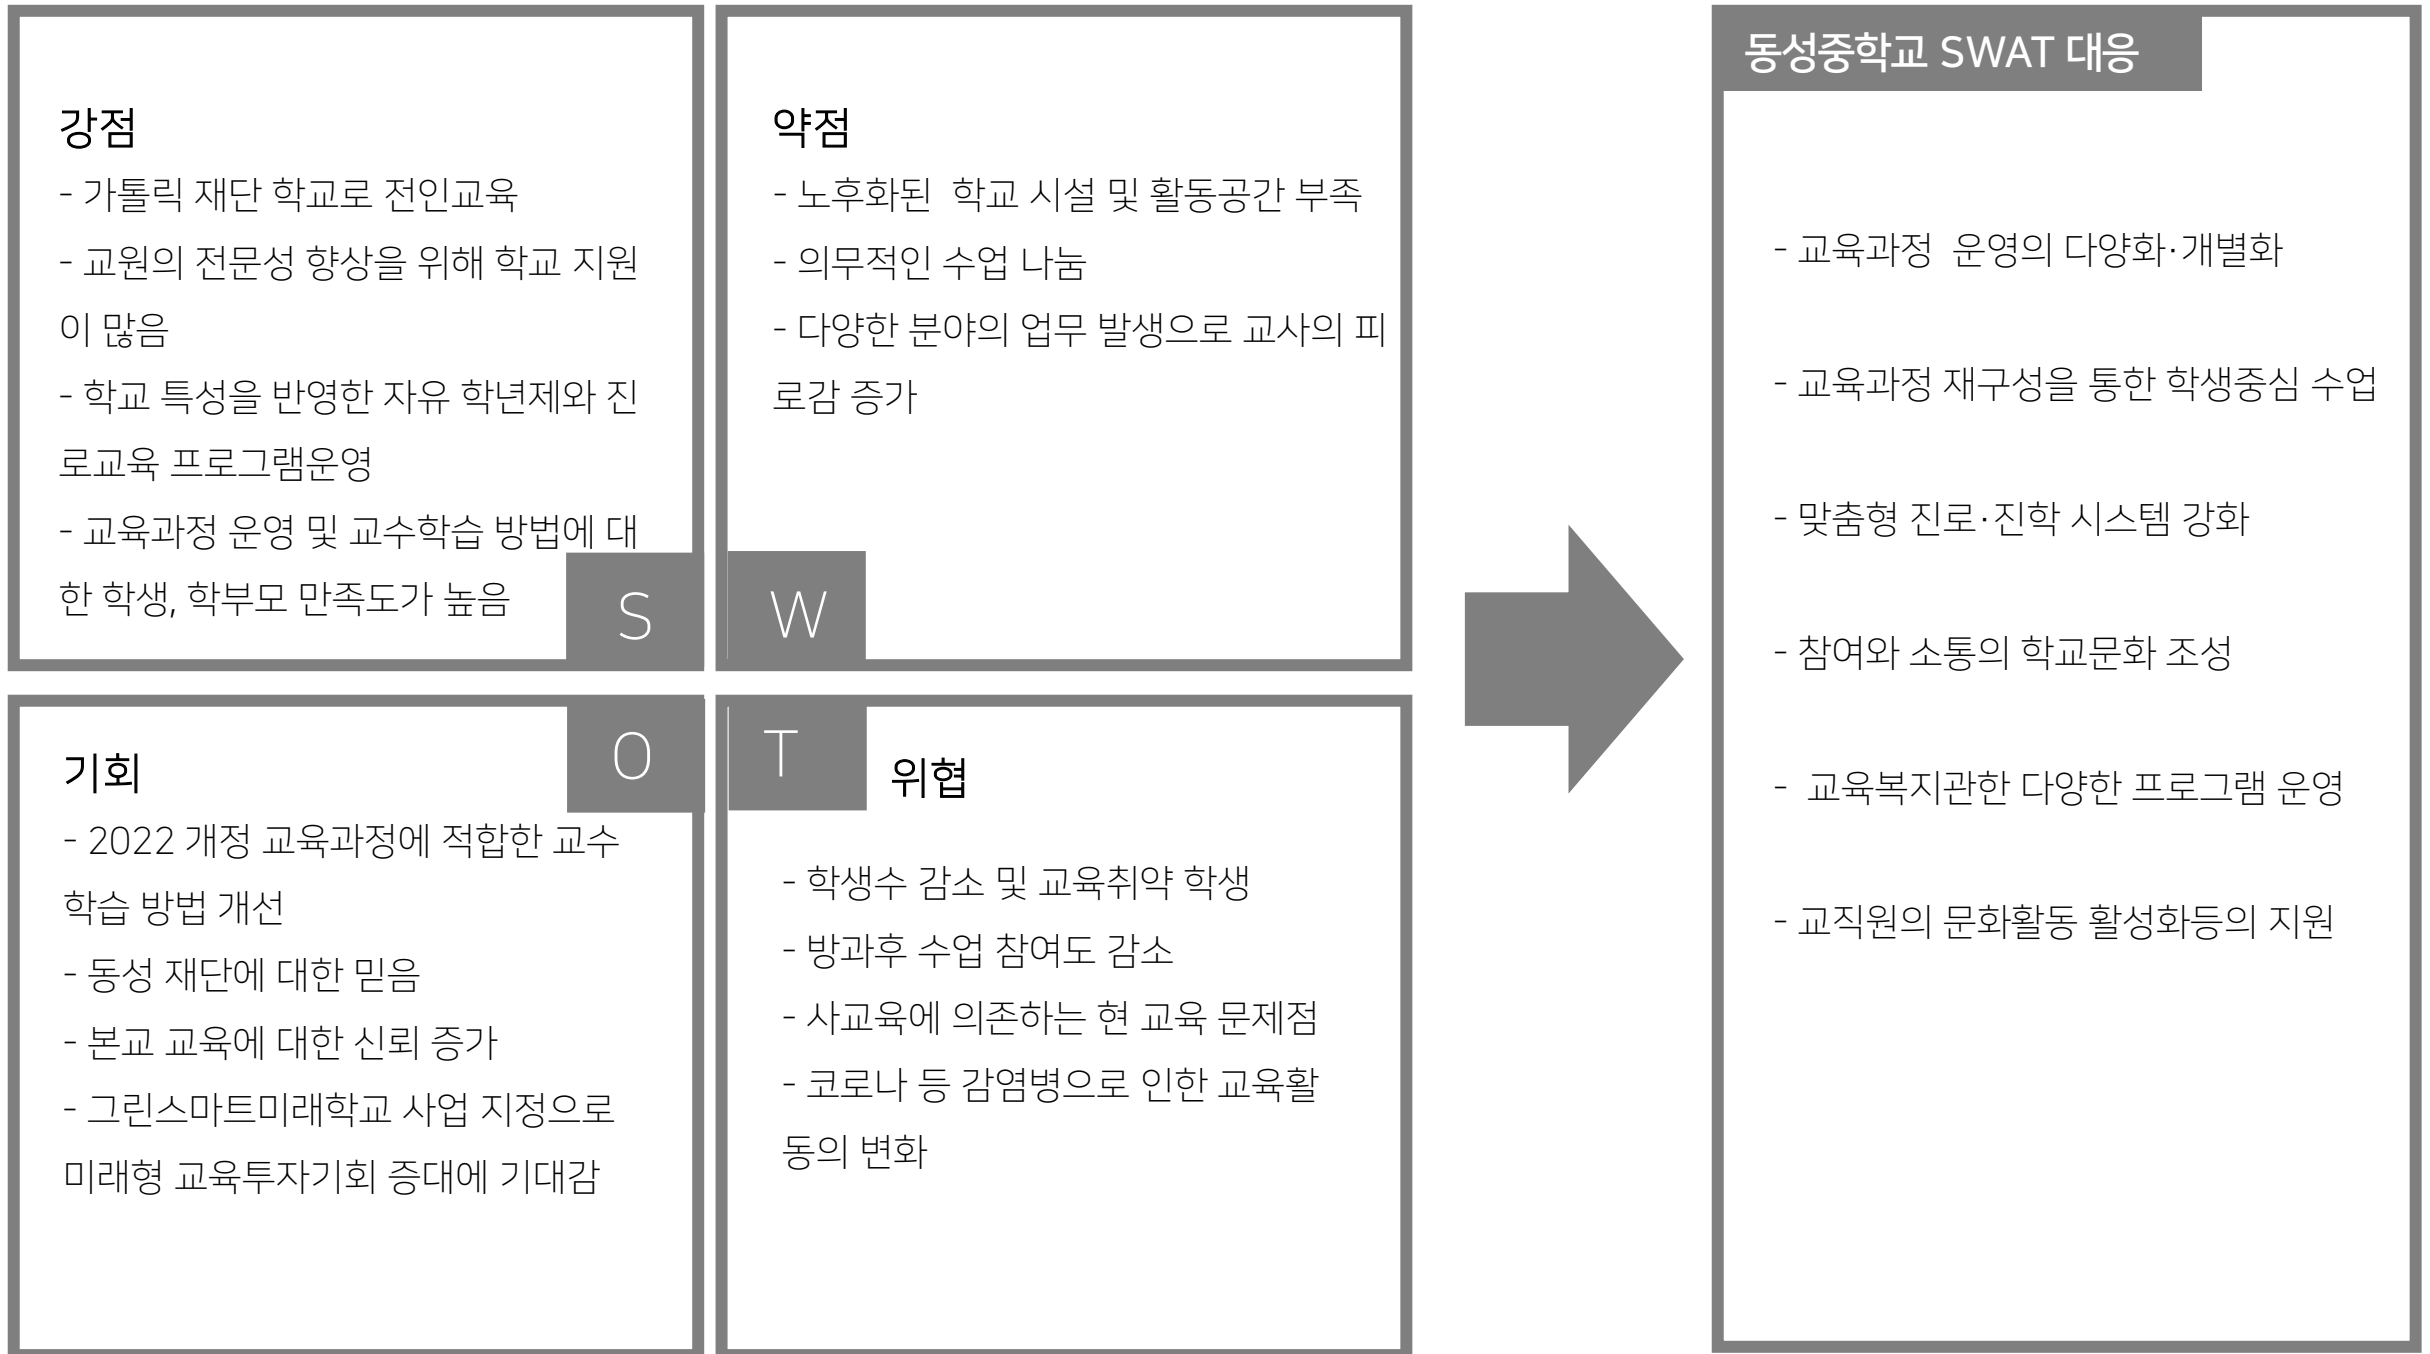 강점
- 가톨릭 재단 학교로 전인교육
- 교원의 전문성 향상을 위해 학교 지원
이 많음
- 학교 특성을 반영한 자유 학년제와 진
로교육 프로그램운영
- 교육과정 운영 및 교수학습 방법에 대
한 학생, 학부모 만족도가 높음
S
약점
- 노후화된  학교 시설 및 활동공간 부족
- 의무적인 수업 나눔
- 다양한 분야의 업무 발생으로 교사의 피
로감 증가
W
기회
O
- 2022 개정 교육과정에 적합한 교수
학습 방법 개선
- 동성 재단에 대한 믿음
- 본교 교육에 대한 신뢰 증가
- 그린스마트미래학교 사업 지정으로
미래형 교육투자기회 증대에 기대감
T
위협
- 학생수 감소 및 교육취약 학생
- 방과후 수업 참여도 감소
- 사교육에 의존하는 현 교육 문제점
- 코로나 등 감염병으로 인한 교육활
동의 변화
동성중학교 SWAT 대응
- 교육과정  운영의 다양화·개별화
- 교육과정 재구성을 통한 학생중심 수업
- 맞춤형 진로·진학 시스템 강화
- 참여와 소통의 학교문화 조성
-  교육복지관한 다양한 프로그램 운영
- 교직원의 문화활동 활성화등의 지원